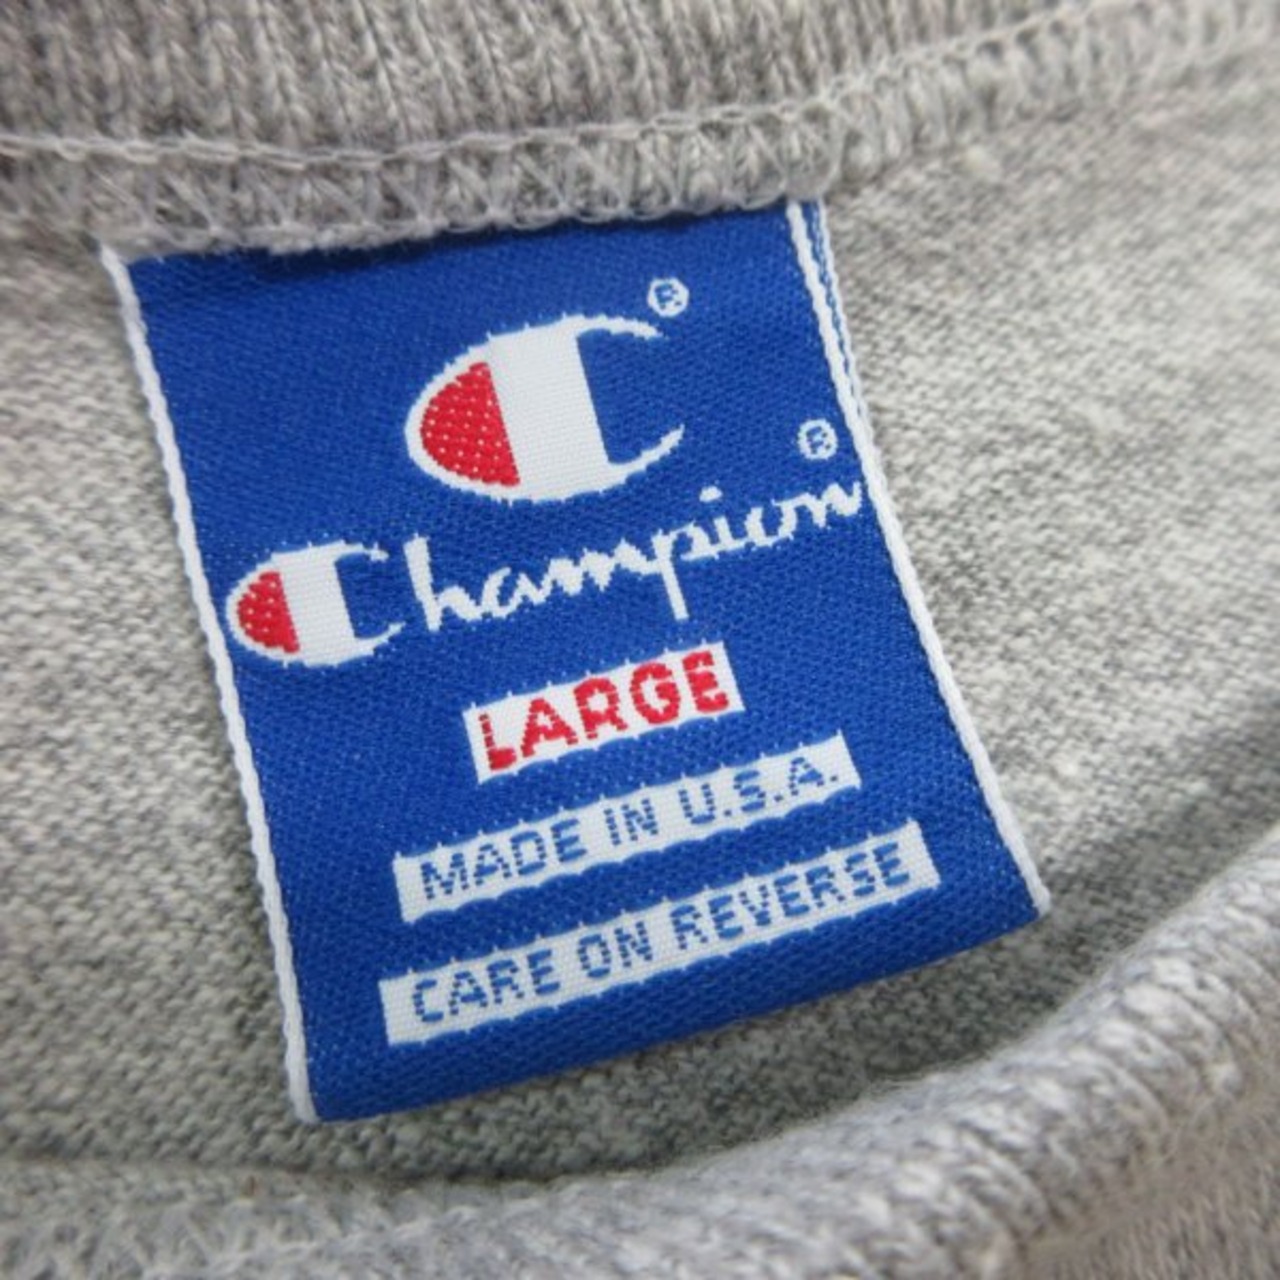 C®
Champion®
LARGE
MADE IN U.S.A.
CARE ON REVERSE